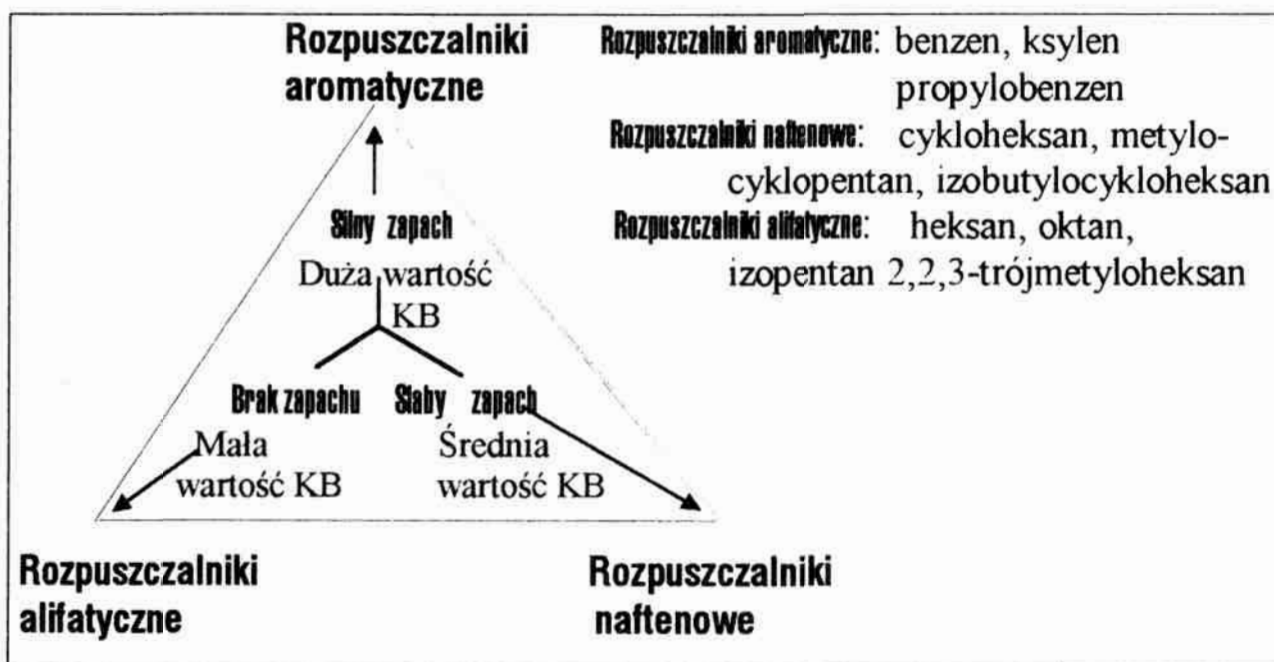 Rozpuszczalniki
aromatyczne
Silny zapach
Duża wartość
KB
Brak zapachu
Mała
wartość KB
Słaby zapach
Średnia
wartość KB
Rozpuszczalniki
alifatyczne
Rozpuszczalniki
naftenowe
Rozpuszczalniki aromatyczne: benzen, ksylen
propylobenzen
Rozpuszczalniki naftenowe: cykloheksan, metylo-
cyklopentan, izobutylocykloheksan
Rozpuszczalniki alifatyczne: heksan, oktan,
izopentan 2,2,3-trójmetyloheksan